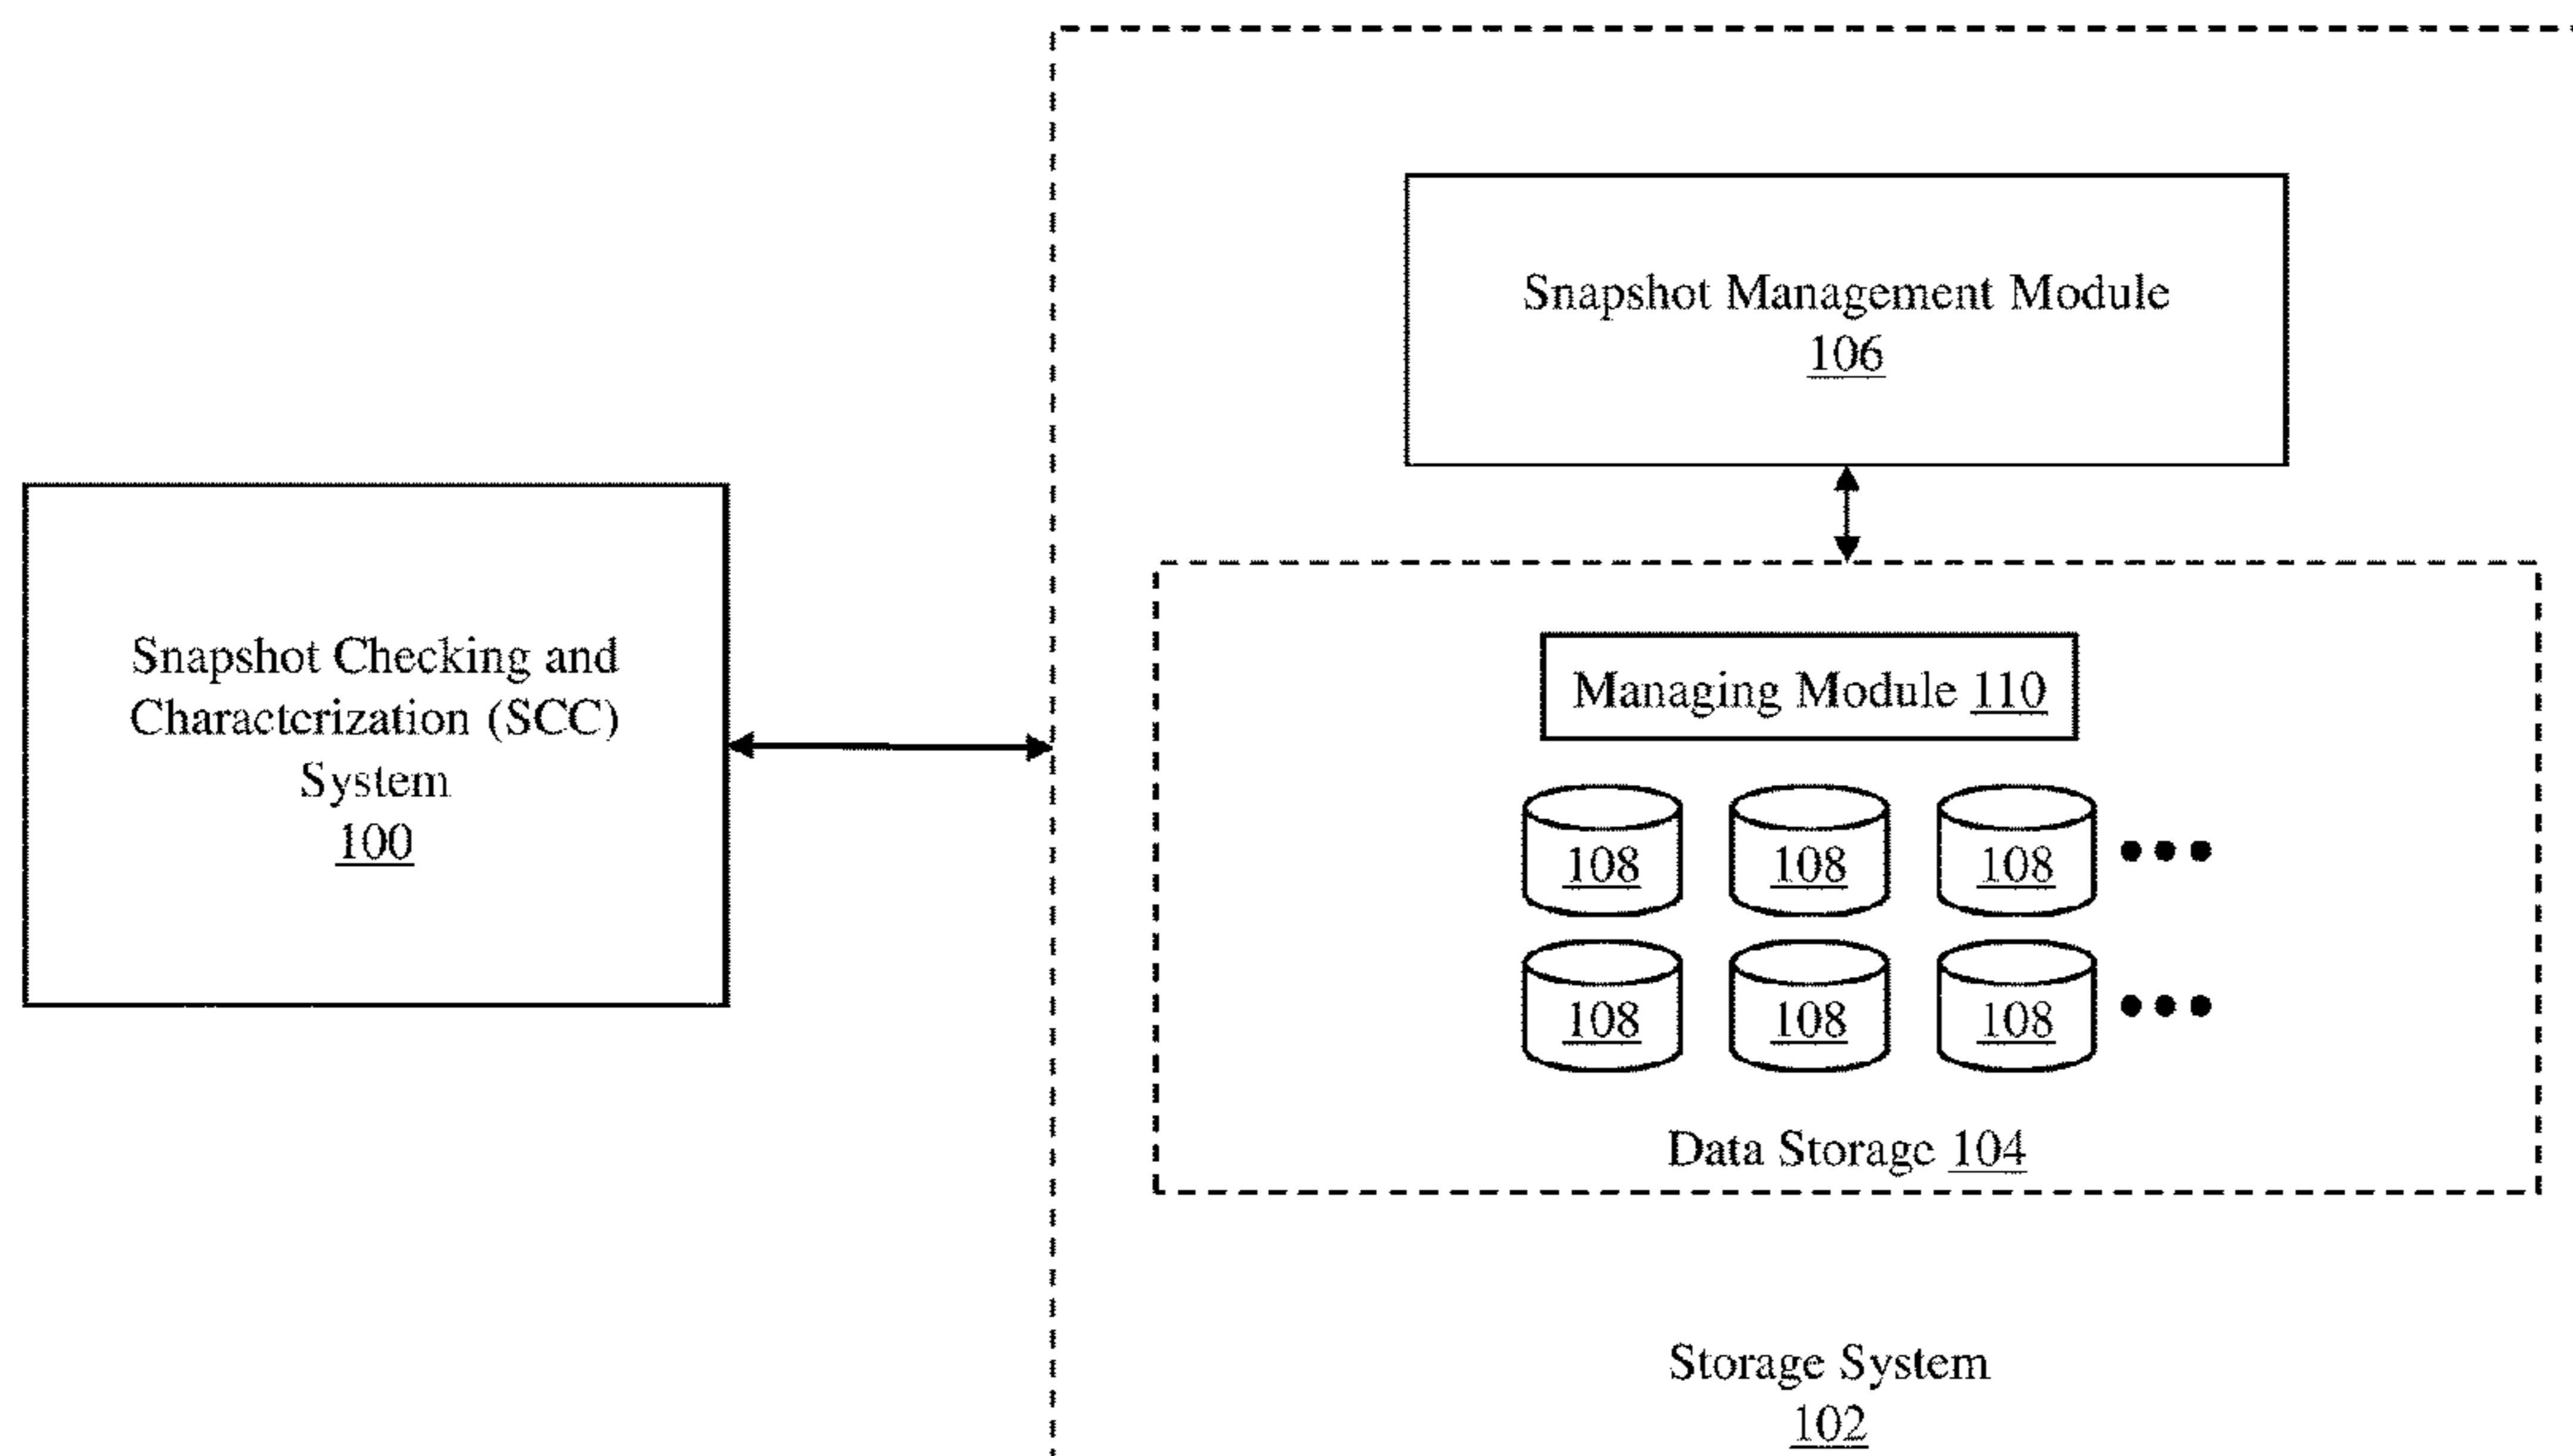 Snapshot Management Module
106
Snapshot Checking and
Characterization (SCC)
System
100
Managing Module 110
108 108 108
108 108 108
Data Storage 104
Storage System
102